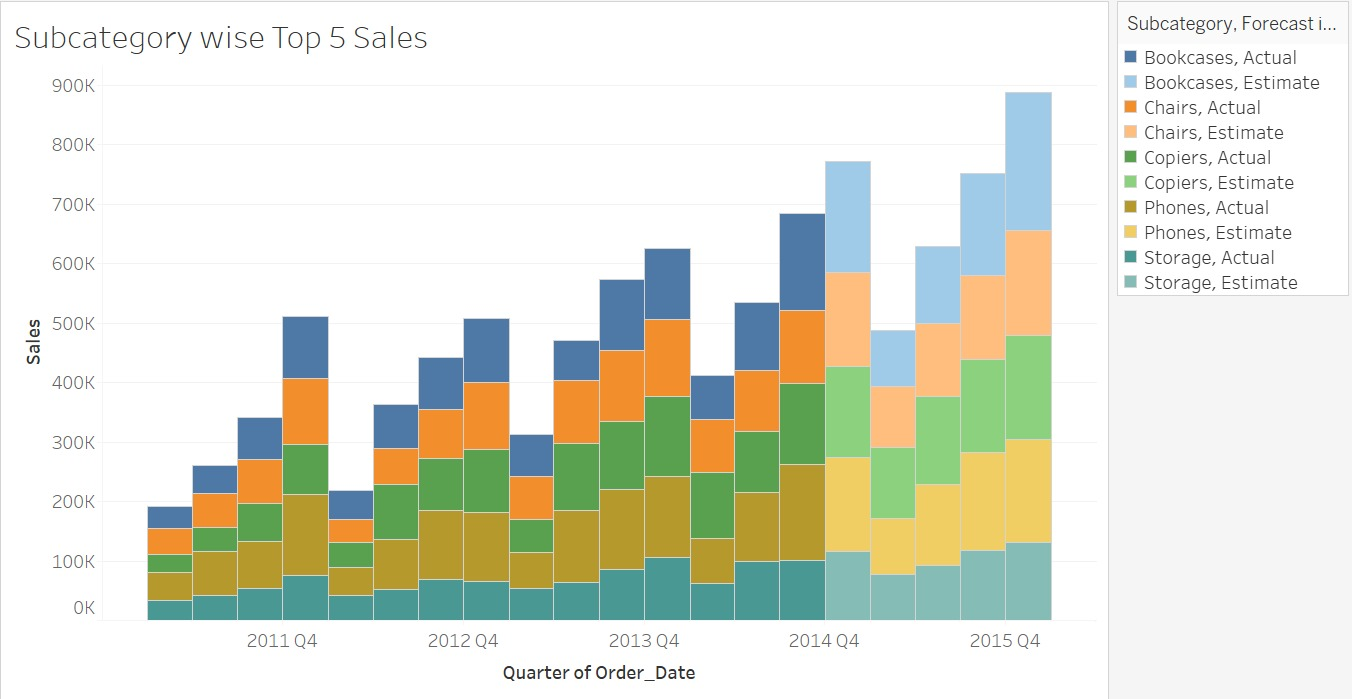 Subcategory wise Top 5 Sales
900K
800K
700K
600K
500K
400K
300K
200K
100K
0K
Sales
2011 Q4
2012 Q4
2013 Q4
2014 Q4
2015 Q4
Quarter of Order_Date
Subcategory, Forecast i...
Bookcases, Actual
Bookcases, Estimate
Chairs, Actual
Chairs, Estimate
Copiers, Actual
Copiers, Estimate
Phones, Actual
Phones, Estimate
Storage, Actual
Storage, Estimate